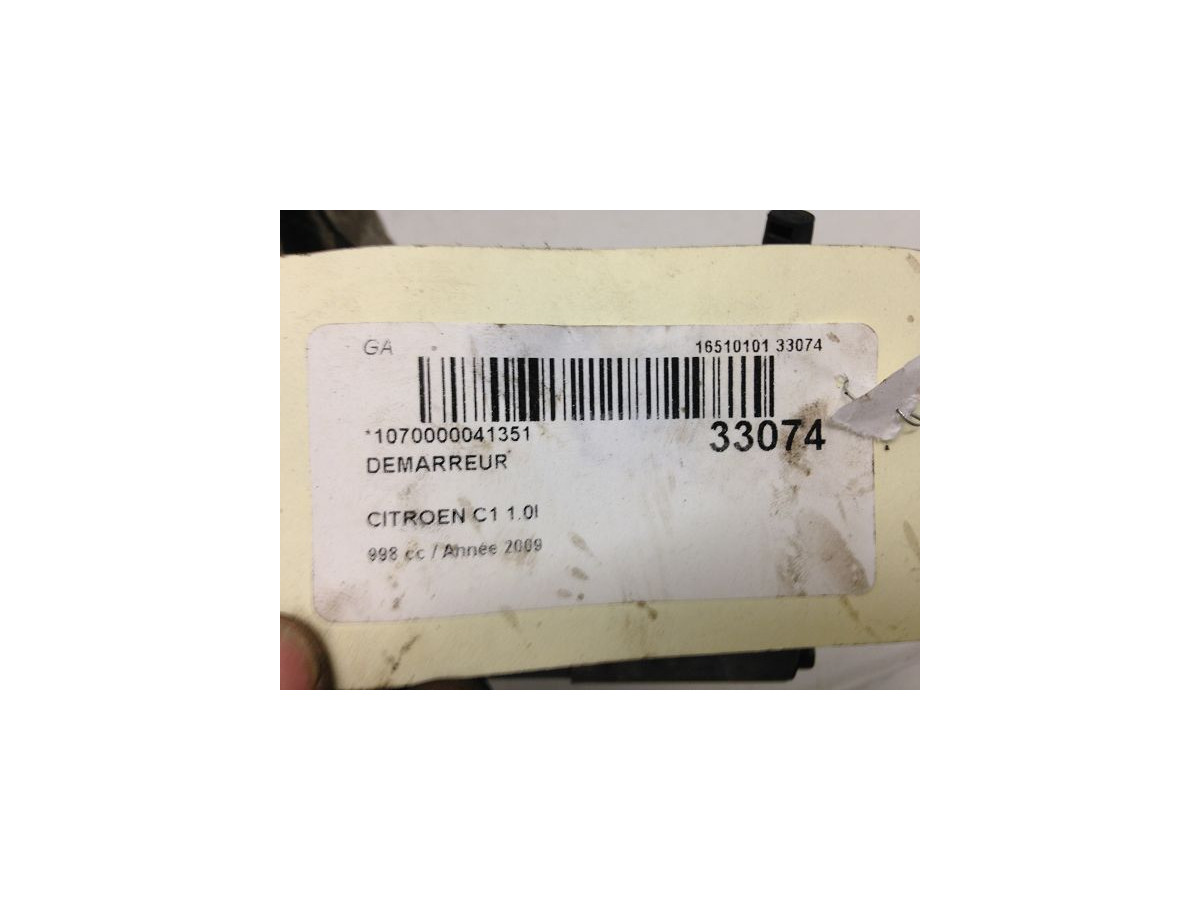 GA 16510101 33074
*1070000041351 33074
DEMARREUR
CITROEN C1 1.0I
998 cc / Année 2009